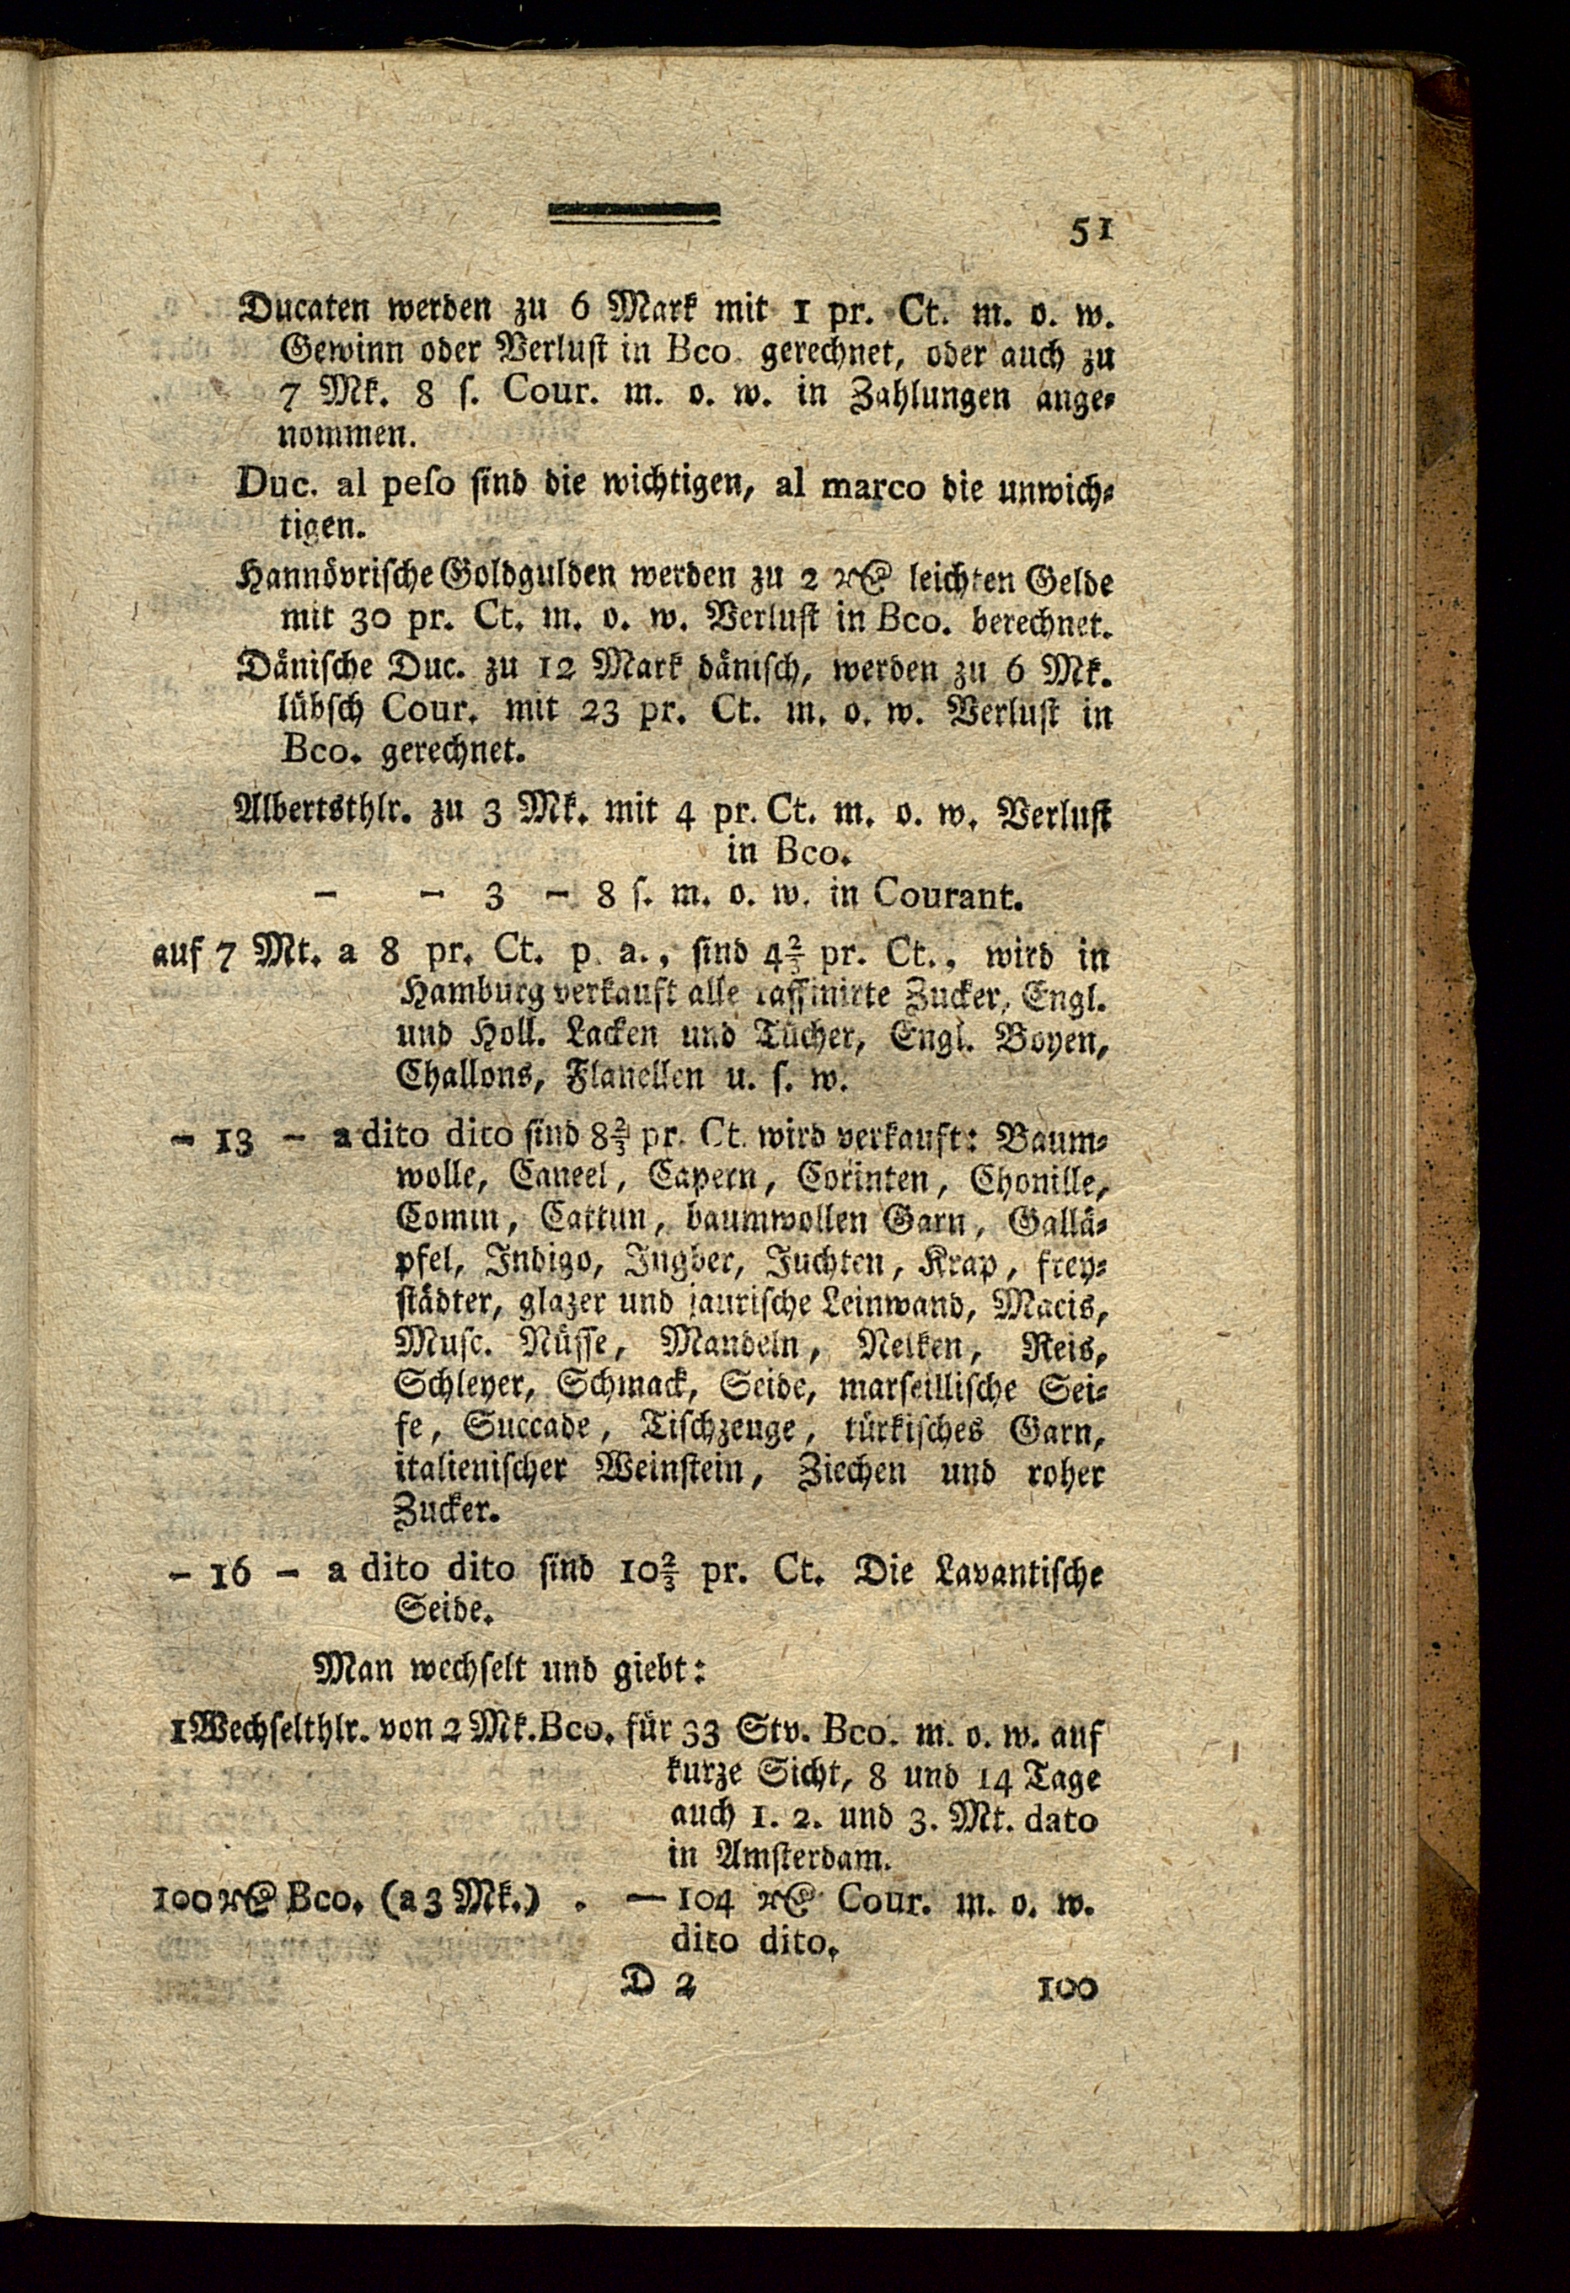 51
Ducaten werden zu 6 Mark mit 1 pr. Ct. m. o. w.
Gewinn oder Verluſt in Bco. gerechnet, oder auch zu
7 Mk. 8 ſ. Cour. m. o. w. in Zahlungen ange⸗
nommen.
Duc. al peſo ſind die wichtigen, al marco die unwich⸗
tigen.
Hannövriſche Goldgulden werden zu 2 Rthlr. leichten Gelde
mit 30 pr. Ct. m. o. w. Verluſt in Bco. berechnet.
Däniſche Duc. zu 12 Mark däniſch, werden zu 6 Mk.
lübſch Cour. mit 23 pr. Ct. m. o. w. Verluſt in
Bco. gerechnet.
Albertsthlr. zu 3 Mk. mit 4 pr. Ct. m. o. w. Verluſt
in Bco.
– – 3 – 8 ſ. m. o. w. in Courant.
auf 7 Mt. a 8 pr. Ct. p. a., ſind 4⅔ pr. Ct., wird in
Hamburg verkauft alle raffinirte Zucker, Engl.
und Holl. Lacken und Tücher, Engl. Boyen,
Challons, Flanellen u. ſ. w.
– 13 – a dito dito ſind 8⅔ pr. Ct. wird verkauft: Baum⸗
wolle, Caneel, Capern, Corinten, Chonille,
Comin, Cattun, baumwollen Garn, Gallä⸗
pfel, Indigo, Ingber, Juchten, Krap, frey⸗
ſtädter, glazer und jauriſche Leinwand, Macis,
Muſc. Nüſſe, Mandeln, Nelken, Reis,
Schleyer, Schmack, Seide, marſeilliſche Sei⸗
fe, Succade, Tiſchzeuge, türkiſches Garn,
italieniſcher Weinſtein, Ziechen und roher
Zucker.
– 16 – a dito dito ſind 10⅔ pr. Ct. Die Lavantiſche
Seide.
Man wechſelt und giebt:
1 Wechſelthlr. von 2 Mk. Bco. für 33 Stv. Bco. m. o. w. auf
kurze Sicht, 8 und 14 Tage
auch 1. 2. und 3. Mt. dato
in Amſterdam.
100 Rthlr. Bco. (a 3 Mk.) . — 104 Rthlr. Cour. m. o. w.
dito dito.
D 2 100